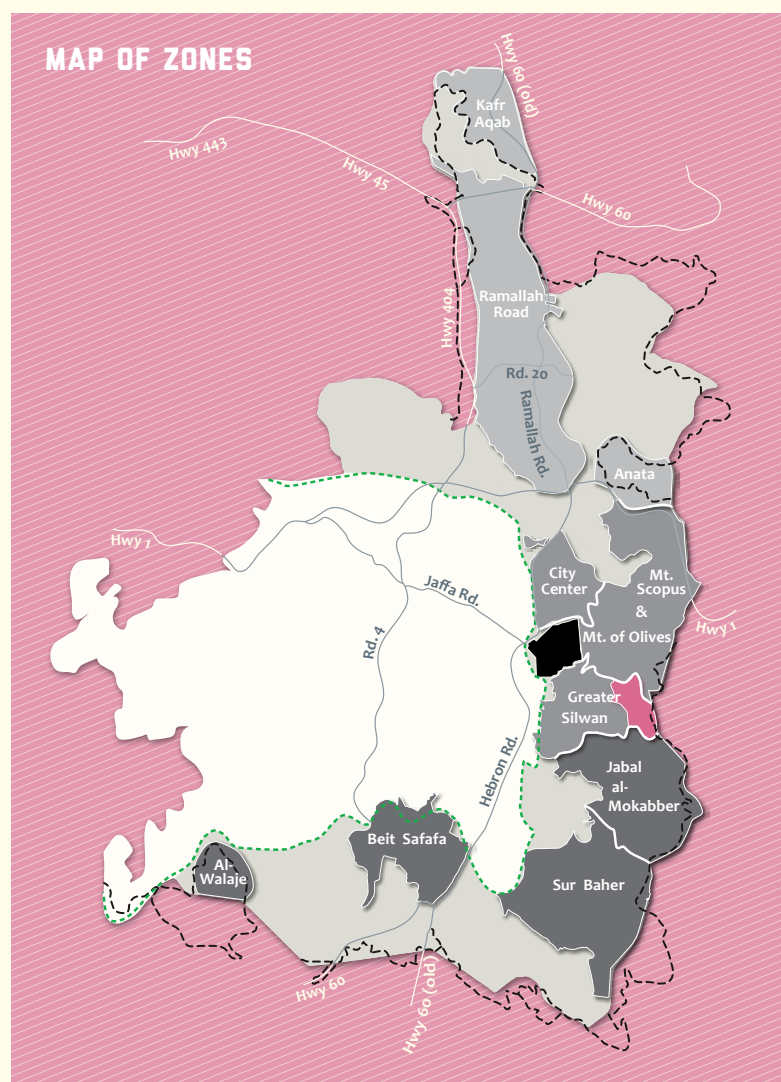 MAP OF ZONES
Hwy 60 (old)
Kafr
Aqab
Hwy 443
Hwy 45
Hwy 60
Ramallah
Road
Hwy 404
Rd. 20
Ramallah Rd.
Anata
Hwy 1
City
Center
Mt.
Scopus
&
Mt. of Olives
Jaffa Rd.
Hwy 1
Rd. 4
Greater
Silwan
Hebron Rd.
Jabal
al-
Mokabber
Beit Safafa
Al-
Walaje
Sur Baher
Hwy 60
Hwy 60 (old)